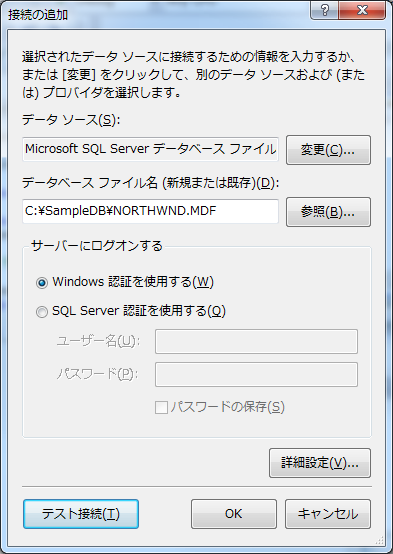 接続の追加
選択されたデータ ソースに接続するための情報を入力するか、
または [変更] をクリックして、別のデータ ソースおよび (また
は) プロバイダを選択します。
データ ソース(S):
Microsoft SQL Server データベース ファイル
変更(C)...
データベース ファイル名 (新規または既存)(D):
C:¥SampleDB¥NORTHWND.MDF
参照(B)...
サーバーにログオンする
Windows 認証を使用する(W)
SQL Server 認証を使用する(Q)
ユーザー名(U):
パスワード(P):
パスワードの保存(S)
詳細設定(V)...
テスト接続(T)
OK
キャンセル